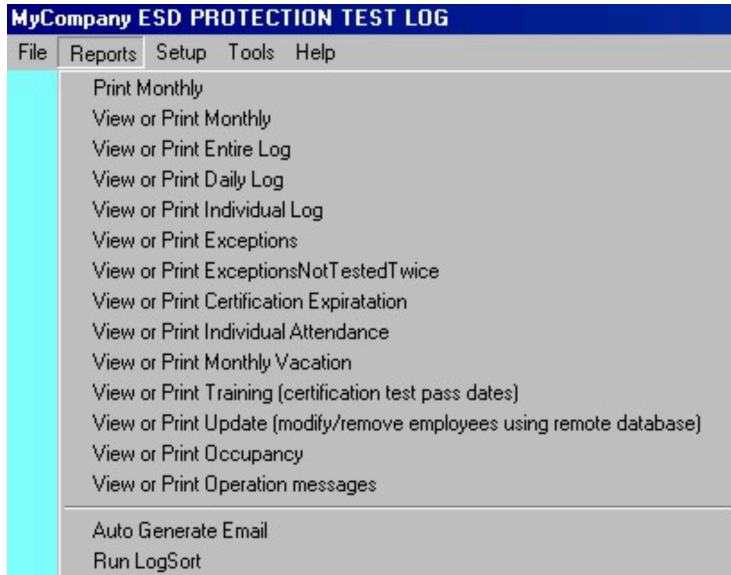 MyCompany ESD PROTECTION TEST LOG
File Reports Setup Tools Help
Print Monthly
View or Print Monthly
View or Print Entire Log
View or Print Daily Log
View or Print Individual Log
View or Print Exceptions
View or Print ExceptionsNotTestedTwice
View or Print Certification Expiratation
View or Print Individual Attendance
View or Print Monthly Vacation
View or Print Training (certification test pass dates)
View or Print Update (modify/remove employees using remote database)
View or Print Occupancy
View or Print Operation messages
Auto Generate Email
Run LogSort